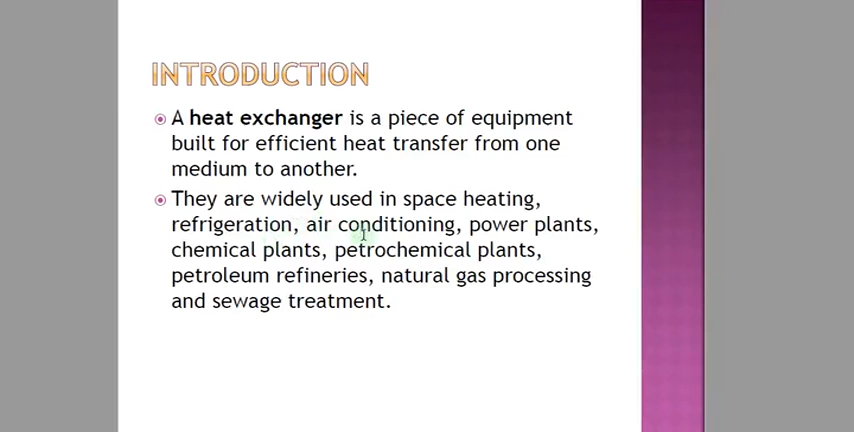 INTRODUCTION
A heat exchanger is a piece of equipment
built for efficient heat transfer from one
medium to another.
They are widely used in space heating,
refrigeration, air conditioning, power plants,
chemical plants, petrochemical plants,
petroleum refineries, natural gas processing
and sewage treatment.